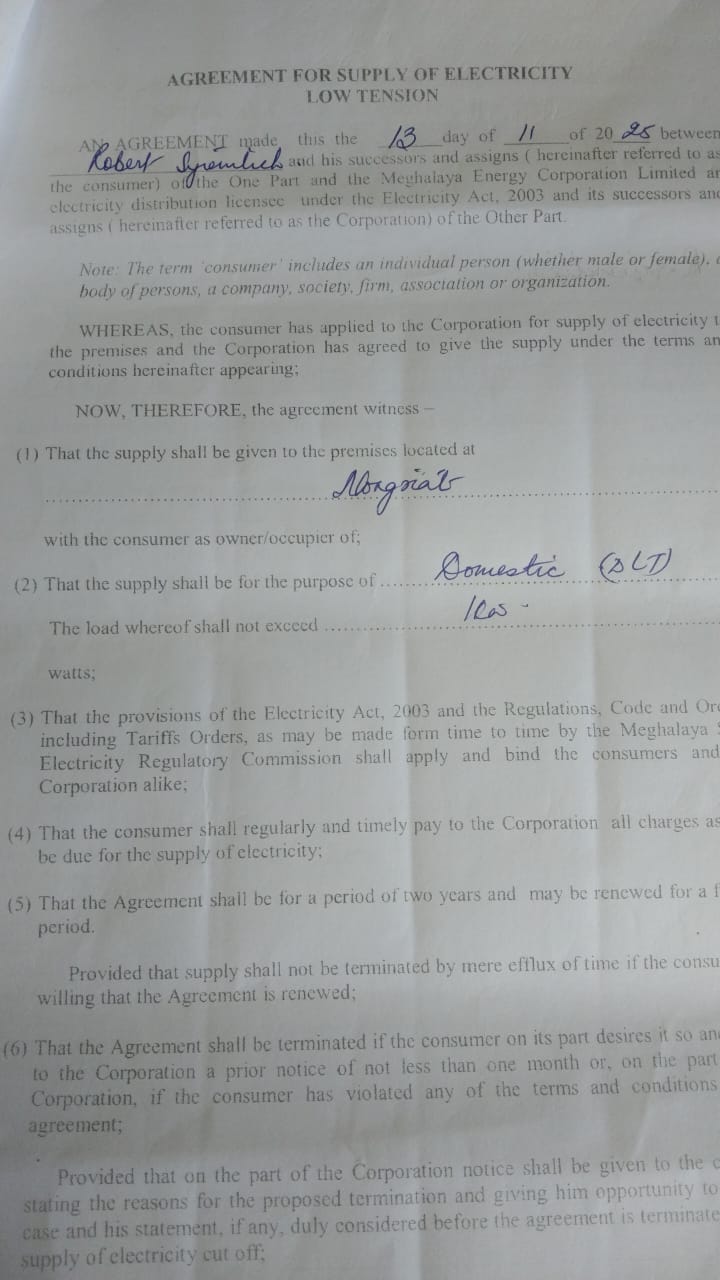 AGREEMENT FOR SUPPLY OF ELECTRICITY
LOW TENSION
AN AGREEMENT made this the 13 day of 11 of 20 25 between
Robert and his successors and assigns ( hereinafter referred to as
the consumer) of the One Part and the Meghalaya Energy Corporation Limited an
electricity distribution licensee under the Electricity Act, 2003 and its successors and
assigns ( hereinafter referred to as the Corporation) of the Other Part.
Note: The term 'consumer' includes an individual person (whether male or female),
body of persons, a company, society, firm, association or organization.
WHEREAS, the consumer has applied to the Corporation for supply of electricity t
the premises and the Corporation has agreed to give the supply under the terms an
conditions hereinafter appearing;
NOW, THEREFORE, the agreement witness –
(1) That the supply shall be given to the premises located at
Nongriat
with the consumer as owner/occupier of;
(2) That the supply shall be for the purpose of ..... Domestic (DLT)
The load whereof shall not exceed .....
watts;
(3) That the provisions of the Electricity Act, 2003 and the Regulations, Code and Ord
including Tariffs Orders, as may be made form time to time by the Meghalaya S
Electricity Regulatory Commission shall apply and bind the consumers and
Corporation alike;
(4) That the consumer shall regularly and timely pay to the Corporation all charges as
be due for the supply of electricity;
(5) That the Agreement shall be for a period of two years and may be renewed for a f
period.
Provided that supply shall not be terminated by mere efflux of time if the consu
willing that the Agreement is renewed;
(6) That the Agreement shall be terminated if the consumer on its part desires it so and
to the Corporation a prior notice of not less than one month or, on the part
Corporation, if the consumer has violated any of the terms and conditions
agreement;
Provided that on the part of the Corporation notice shall be given to the c
stating the reasons for the proposed termination and giving him opportunity to
case and his statement, if any, duly considered before the agreement is terminate
supply of electricity cut off;